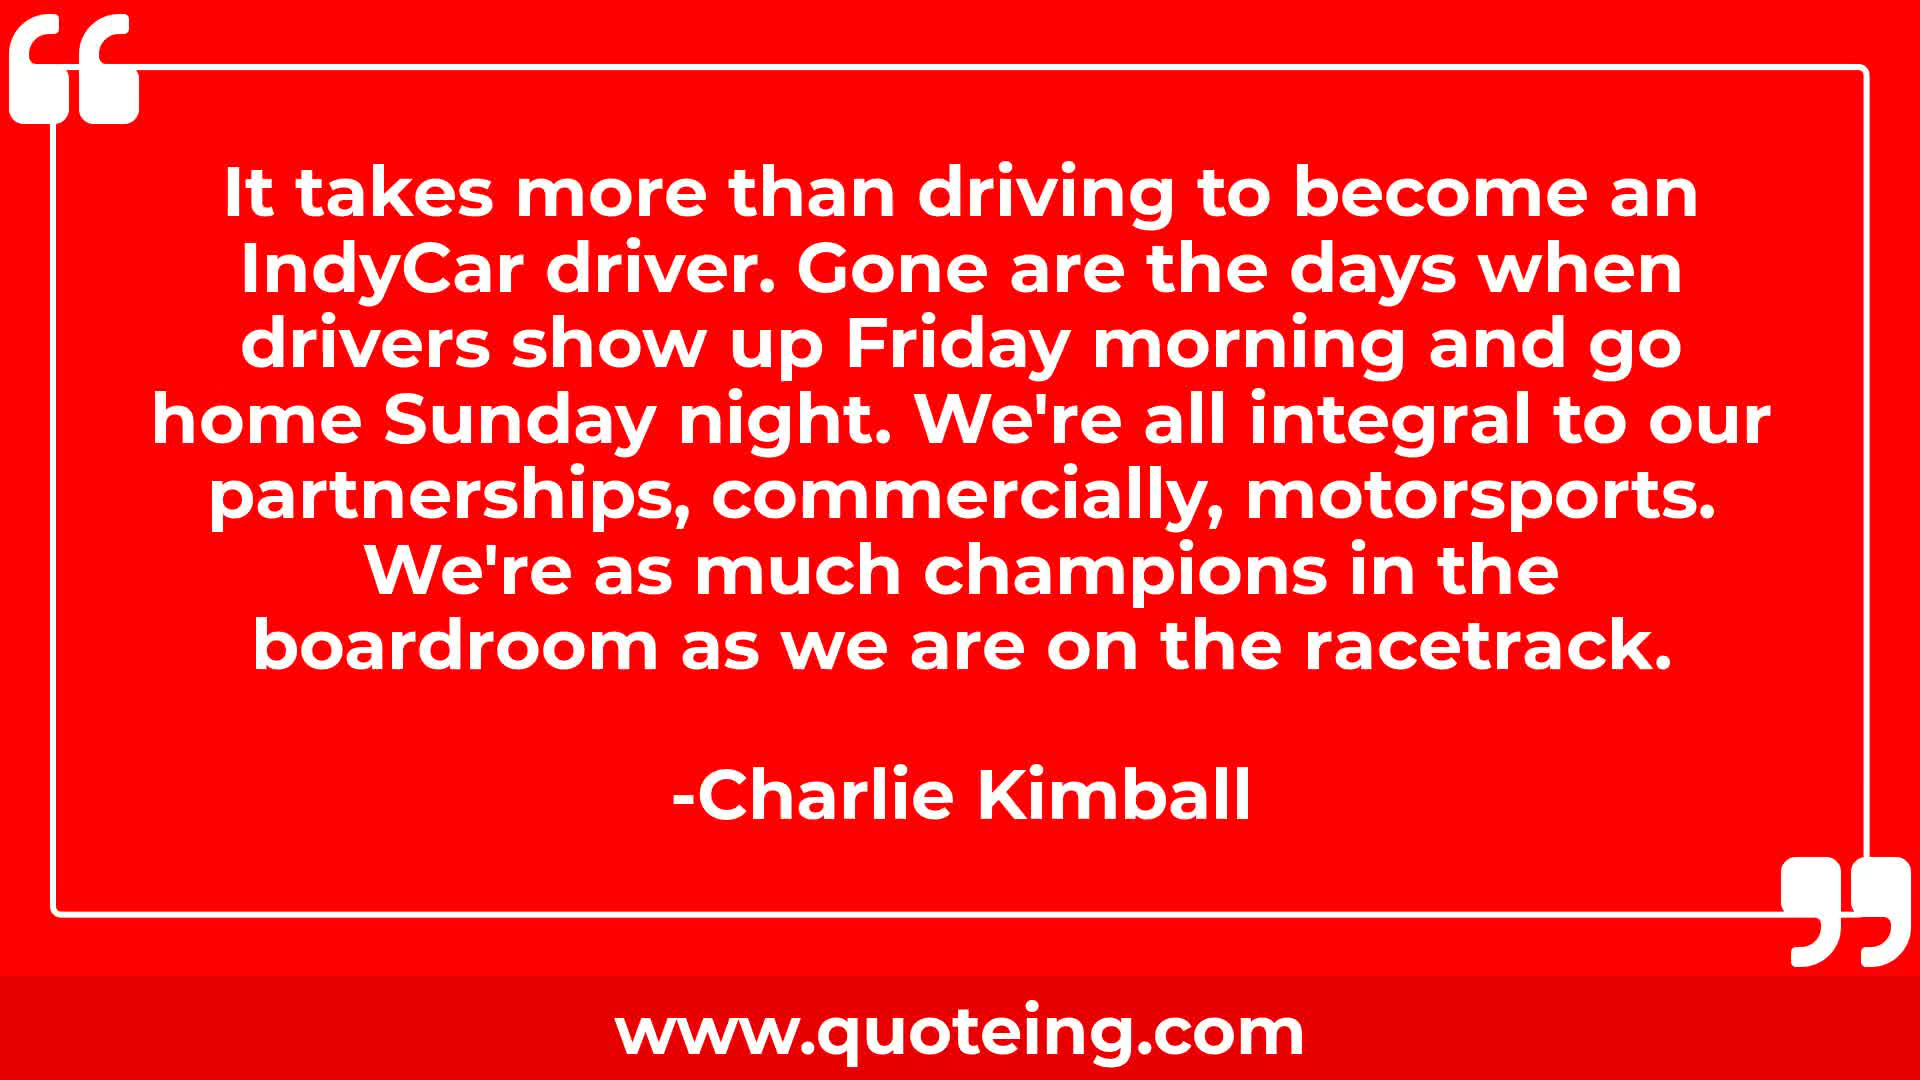 It takes more than driving to become an
IndyCar driver. Gone are the days when
drivers show up Friday morning and go
home Sunday night. We're all integral to our
partnerships, commercially, motorsports.
We're as much champions in the
boardroom as we are on the racetrack.
-Charlie Kimball
www.quoteing.com